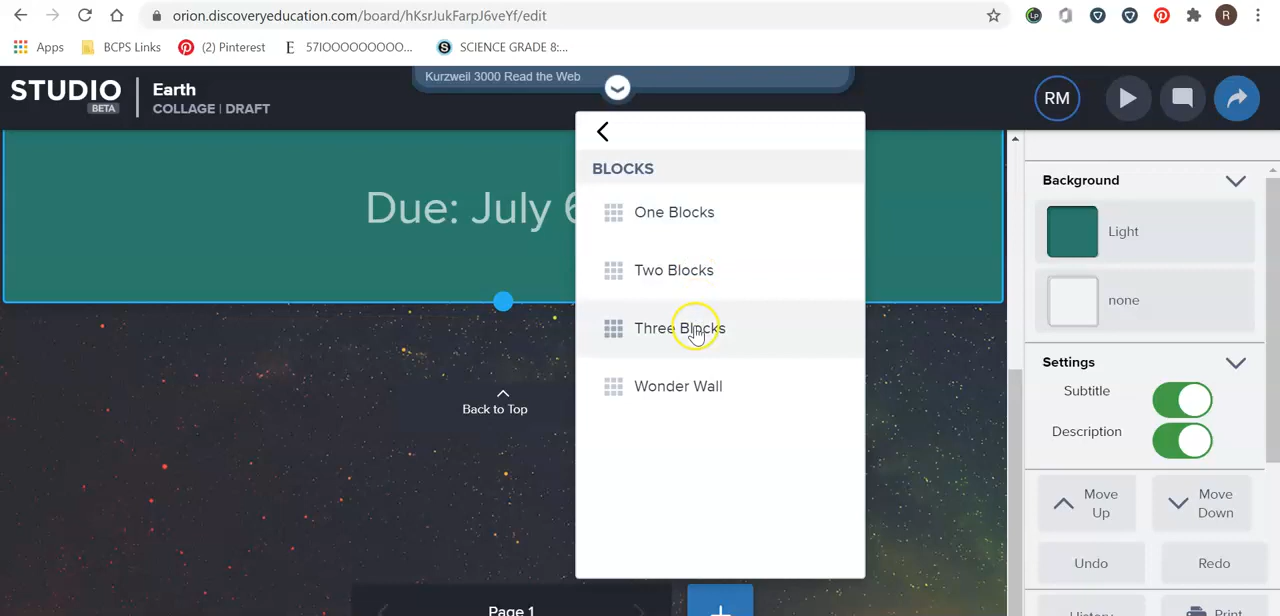 orion.discoveryeducation.com/board/hKsrJukFarpJ6veYf/edit
R
Apps
BCPS Links
(2) Pinterest
E 57IOOOOOOOOO...
S SCIENCE GRADE 8:...
STUDIO
BETA
Earth
COLLAGE | DRAFT
Kurzweil 3000 Read the Web
RM
Due: July 6
BLOCKS
One Blocks
Two Blocks
Three Blocks
Wonder Wall
Back to Top
Page 1
Background
Light
none
Settings
Subtitle
Description
Move Up
Move Down
Undo
Redo
History
Print